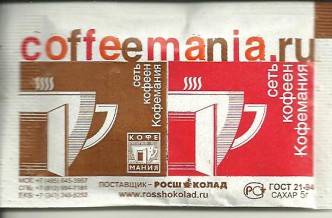 coffeemania.ru
сеть
кофеен
Кофемания
сеть
кофеен
Кофемания
КОФЕ
МАНИЯ
ПОСТАВЩИК - РОСШОКОЛАД
www.rosshokolad.ru
РСТ ГОСТ 21-94
САХАР 5г